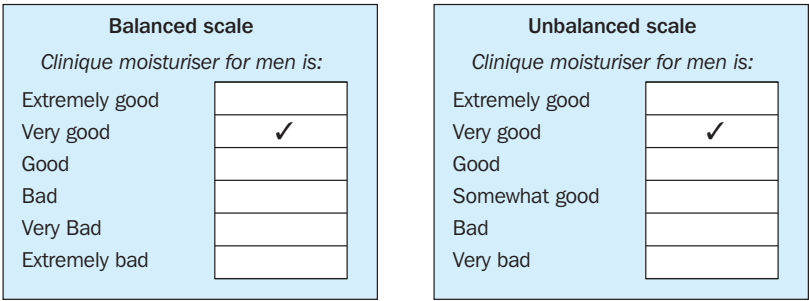 Balanced scale
Clinique moisturiser for men is:
Extremely good
Very good ✓
Good
Bad
Very Bad
Extremely bad
Unbalanced scale
Clinique moisturiser for men is:
Extremely good
Very good ✓
Good
Somewhat good
Bad
Very bad